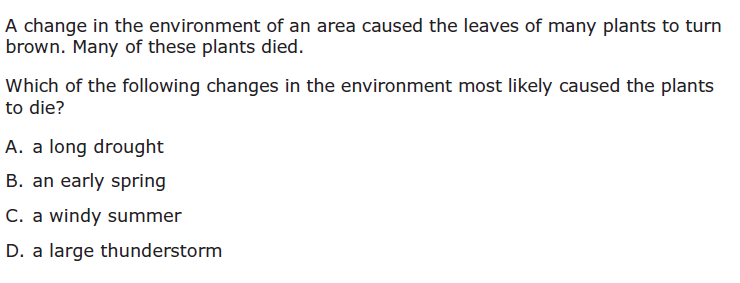 A change in the environment of an area caused the leaves of many plants to turn
brown. Many of these plants died.
Which of the following changes in the environment most likely caused the plants
to die?
A. a long drought
B. an early spring
C. a windy summer
D. a large thunderstorm